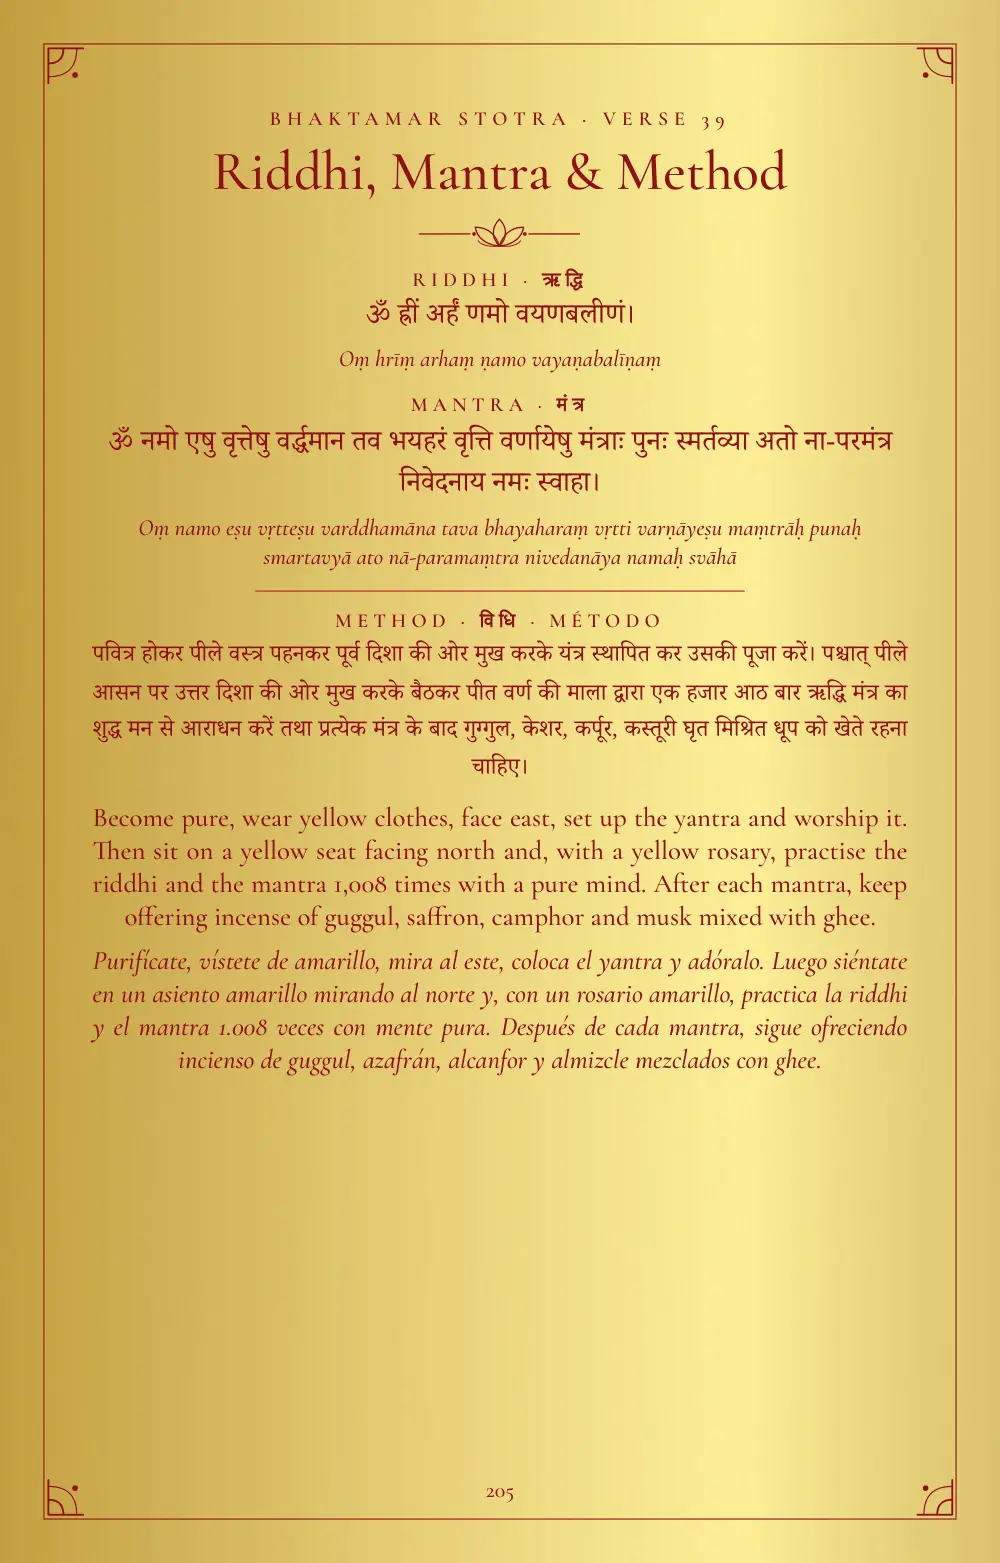 BHAKTAMAR STOTRA · VERSE 39
Riddhi, Mantra & Method
RIDDHI · ऋद्धि
ॐ ह्रीं अर्हं णमो वयणबलीणं।
Oṃ hrīṃ arhaṃ ṇamo vayaṇabalīṇaṃ
MANTRA · मंत्र
ॐ नमो एषु वृत्तेषु वर्द्धमान तव भयहरं वृत्ति वर्णायेषु मंत्राः पुनः स्मर्तव्या अतो ना-परमंत्र
निवेदनाय नमः स्वाहा।
Oṃ namo eṣu vṛtteṣu varddhamāna tava bhayaharaṃ vṛtti varṇāyeṣu maṃtrāḥ punaḥ
smartavyā ato nā-paramaṃtra nivedanāya namaḥ svāhā
METHOD · विधि · MÉTODO
पवित्र होकर पीले वस्त्र पहनकर पूर्व दिशा की ओर मुख करके यंत्र स्थापित कर उसकी पूजा करें। पश्चात् पीले
आसन पर उत्तर दिशा की ओर मुख करके बैठकर पीत वर्ण की माला द्वारा एक हजार आठ बार ऋद्धि मंत्र का
शुद्ध मन से आराधन करें तथा प्रत्येक मंत्र के बाद गुग्गुल, केशर, कर्पूर, कस्तूरी घृत मिश्रित धूप को खेते रहना
चाहिए।
Become pure, wear yellow clothes, face east, set up the yantra and worship it.
Then sit on a yellow seat facing north and, with a yellow rosary, practise the
riddhi and the mantra 1,008 times with a pure mind. After each mantra, keep
offering incense of guggul, saffron, camphor and musk mixed with ghee.
Purifícate, vístete de amarillo, mira al este, coloca el yantra y adóralo. Luego siéntate
en un asiento amarillo mirando al norte y, con un rosario amarillo, practica la riddhi
y el mantra 1.008 veces con mente pura. Después de cada mantra, sigue ofreciendo
incienso de guggul, azafrán, alcanfor y almizcle mezclados con ghee.
205